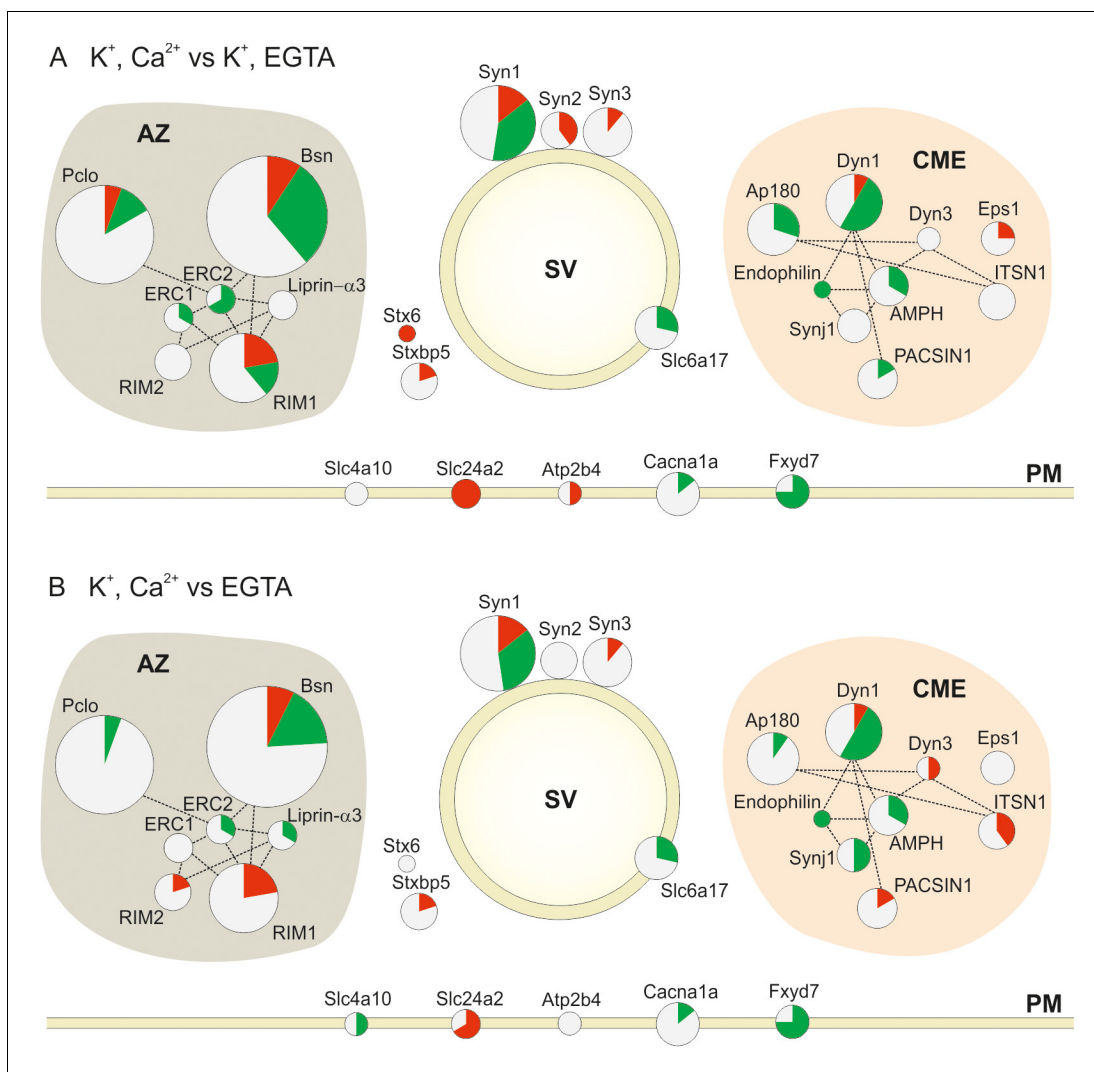 A K⁺, Ca²⁺ vs K⁺, EGTA
AZ
Pclo
Bsn
ERC2
ERC1
Liprin–α3
RIM2
RIM1
Syn1
Syn2
Syn3
SV
Stx6
Stxbp5
Slc6a17
CME
Dyn1
Ap180
Dyn3
Eps1
Endophilin
ITSN1
AMPH
Synj1
PACSIN1
Slc4a10
Slc24a2
Atp2b4
Cacna1a
Fxyd7
PM
B K⁺, Ca²⁺ vs EGTA
AZ
Pclo
Bsn
ERC2
ERC1
Liprin-α3
RIM2
RIM1
Syn1
Syn2
Syn3
SV
Stx6
Stxbp5
Slc6a17
CME
Dyn1
Ap180
Dyn3
Eps1
Endophilin
ITSN1
AMPH
Synj1
PACSIN1
Slc4a10
Slc24a2
Atp2b4
Cacna1a
Fxyd7
PM